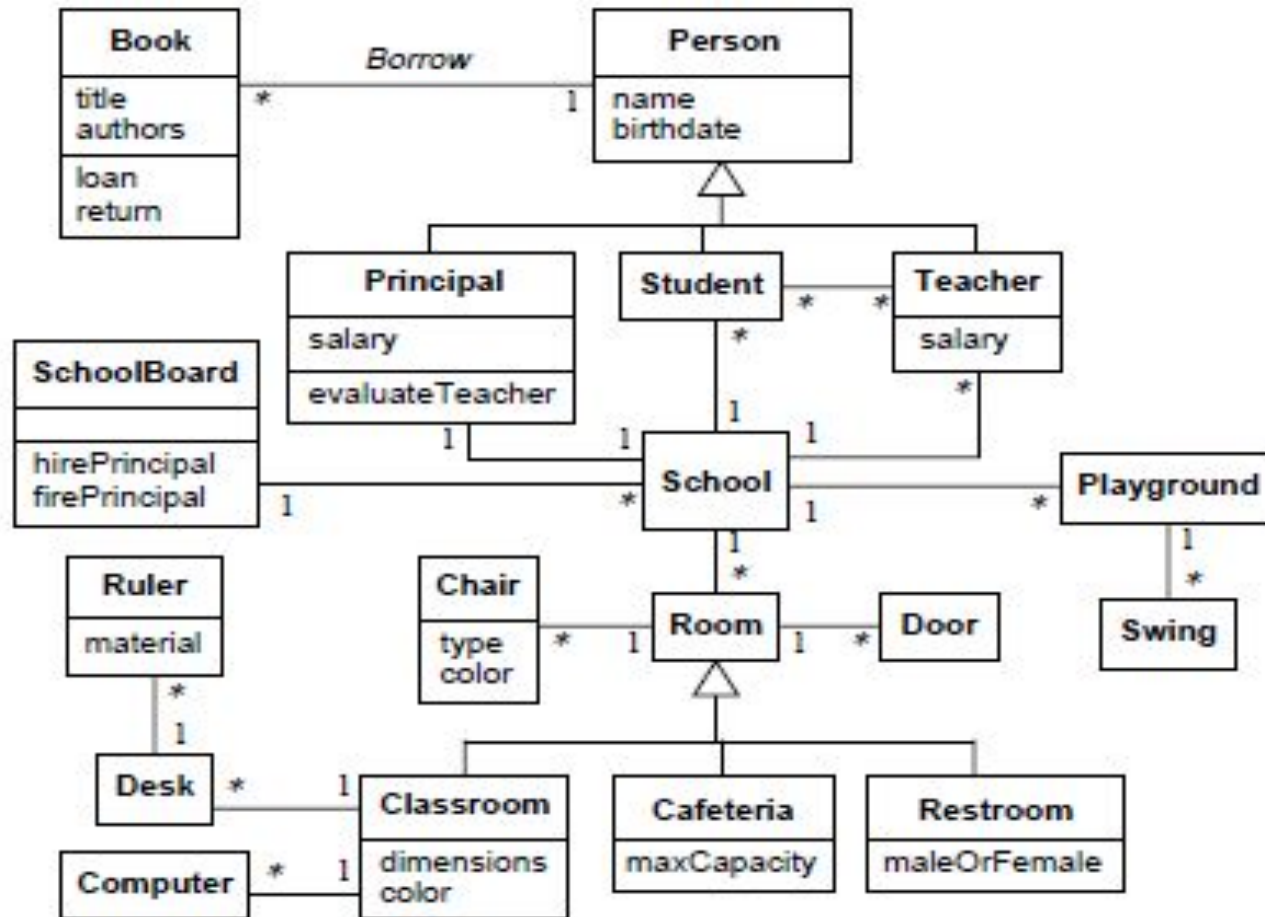 Book
title
authors
loan
return
Borrow
* 1
Person
name
birthdate
Principal
salary
evaluateTeacher
Student
* *
Teacher
salary
*
*
SchoolBoard
hirePrincipal
firePrincipal
1
1 1
1
1
School
*
1
1 *
Playground
1
*
Swing
Ruler
material
*
1
Chair
type
color
* 1
*
Room
1 *
Door
Desk
* 1
Classroom
dimensions
color
Cafeteria
maxCapacity
Restroom
maleOrFemale
Computer
* 1